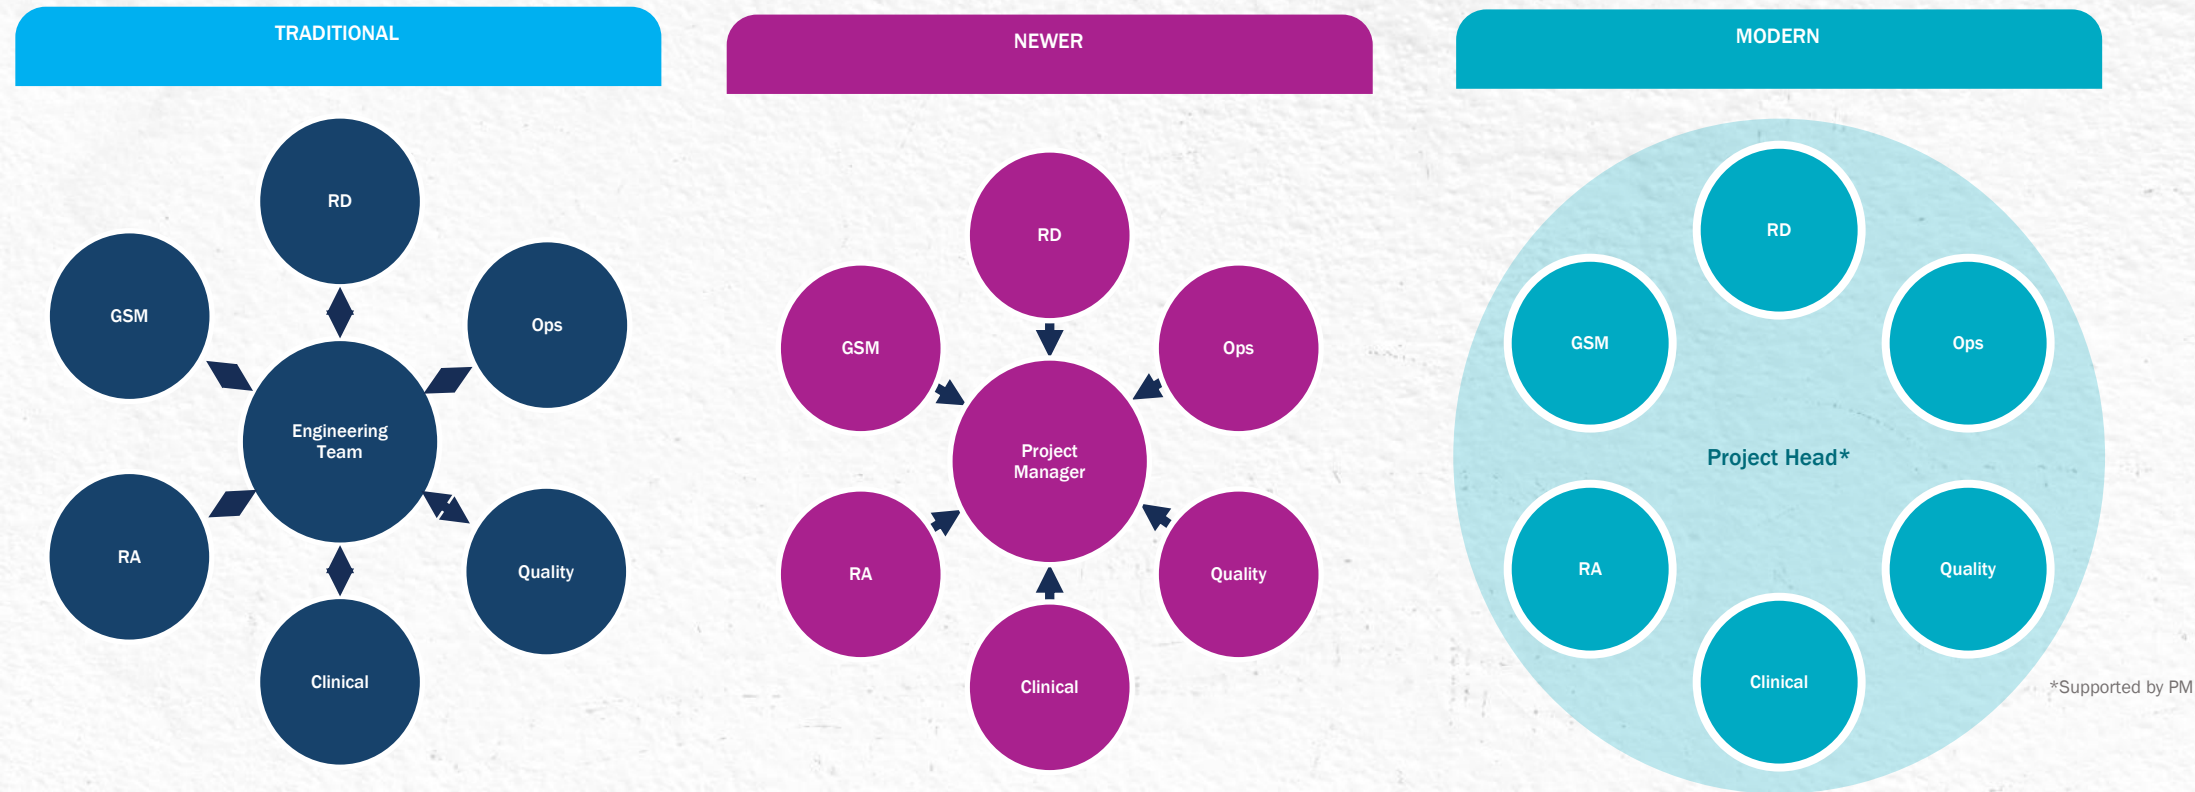 TRADITIONAL
RD
GSM
Ops
Engineering
Team
RA
Quality
Clinical
NEWER
RD
GSM
Ops
Project
Manager
RA
Quality
Clinical
MODERN
RD
GSM
Ops
Project Head*
RA
Quality
Clinical
*Supported by PM